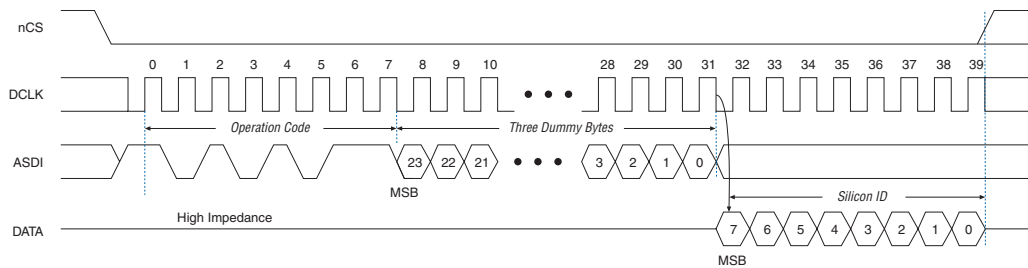 nCS
0 1 2 3 4 5 6 7 8 9 10 28 29 30 31 32 33 34 35 36 37 38 39
DCLK
Operation Code Three Dummy Bytes
ASDI 23 22 21 3 2 1 0
MSB Silicon ID
High Impedance
DATA 7 6 5 4 3 2 1 0
MSB